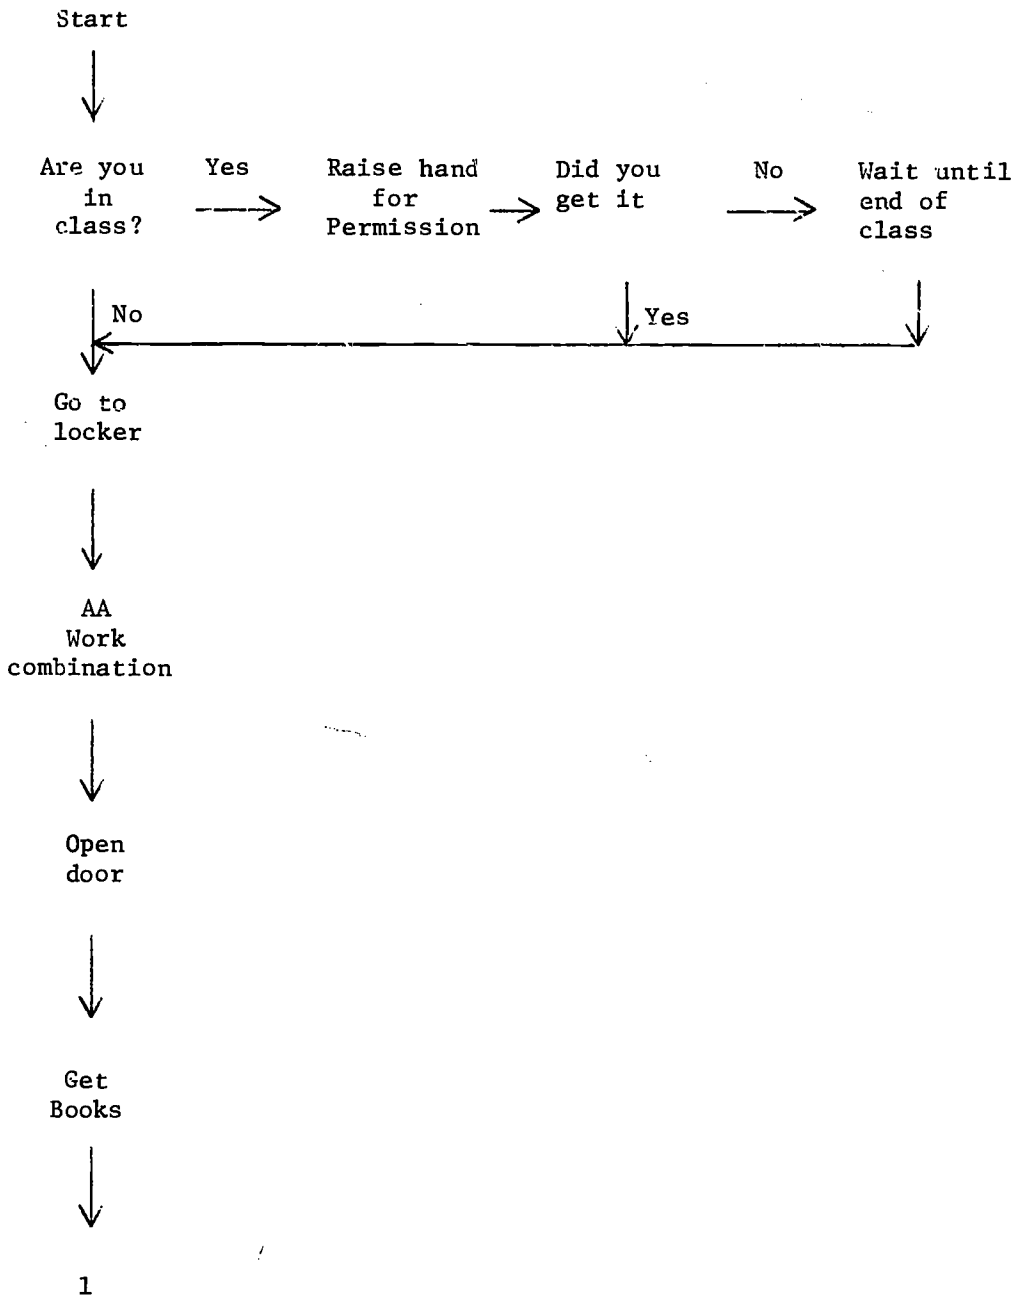 Start
Are you
in
class?
Yes
Raise hand
for
Permission
Did you
get it
No
Wait until
end of
class
No
Yes
Go to
locker
AA
Work
combination
Open
door
Get
Books
1